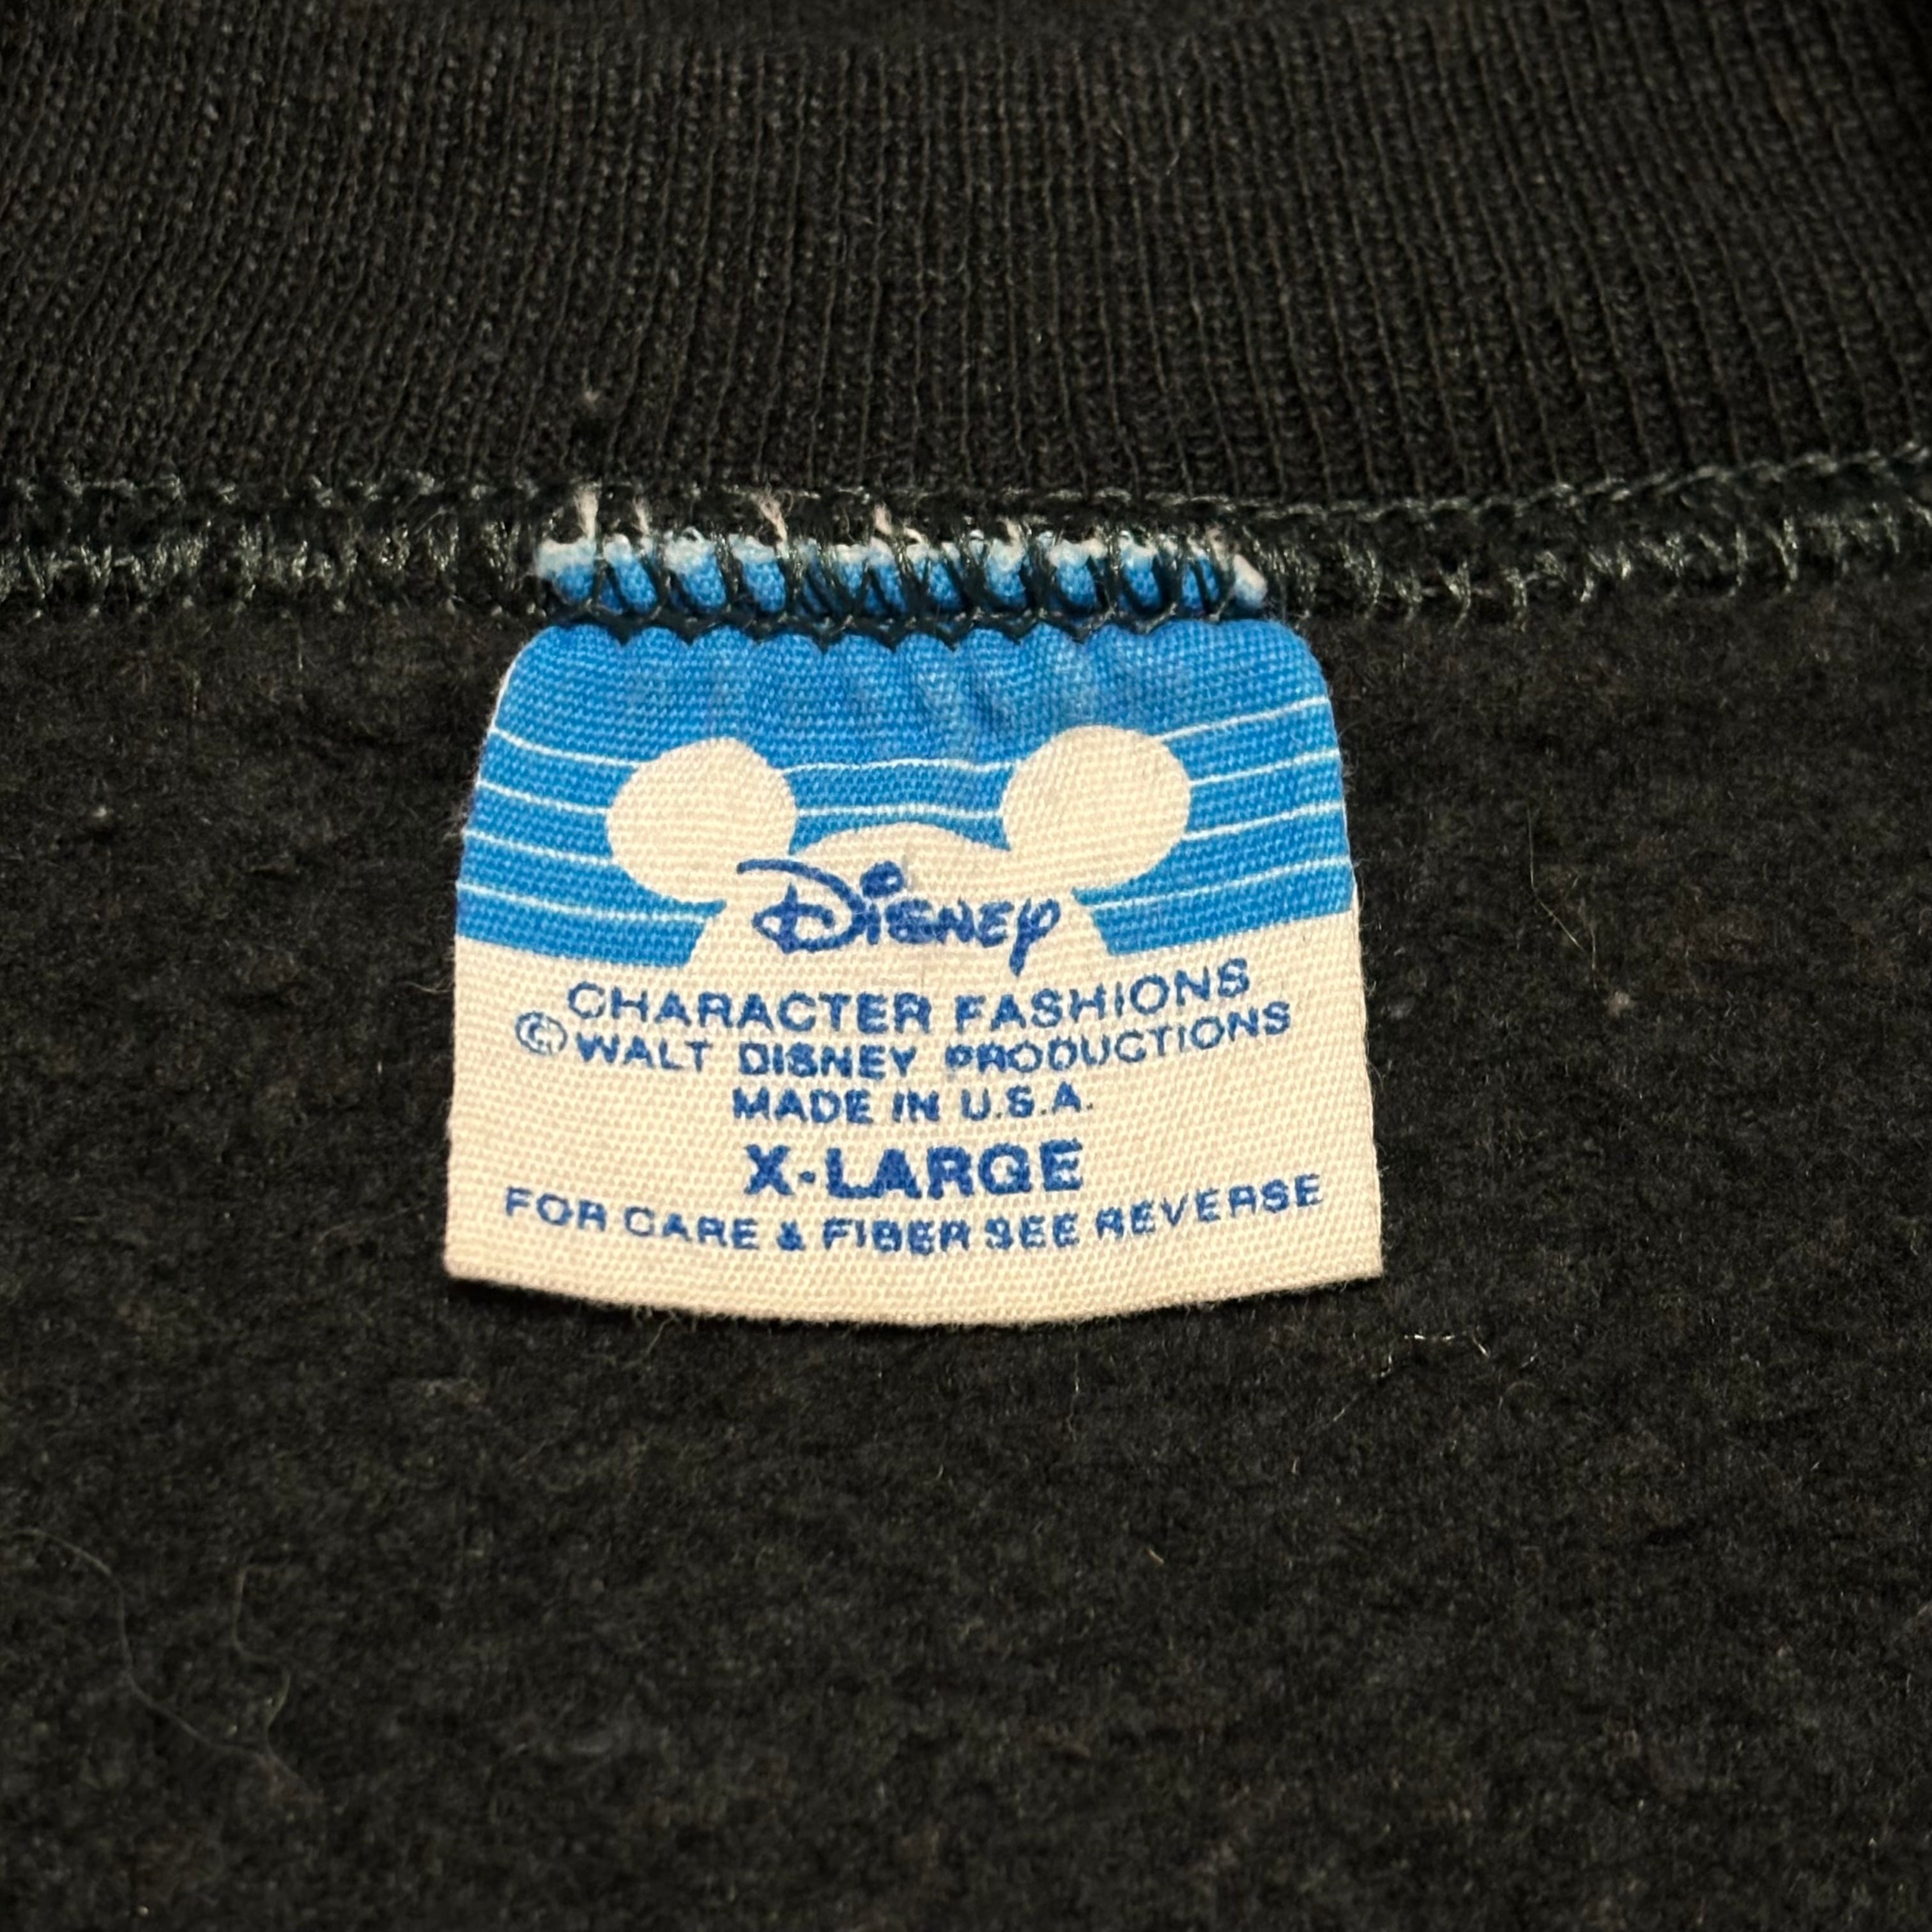 Disney
CHARACTER FASHIONS
©WALT DISNEY PRODUCTIONS
MADE IN U.S.A.
X-LARGE
FOR CARE & FIBER SEE REVERSE